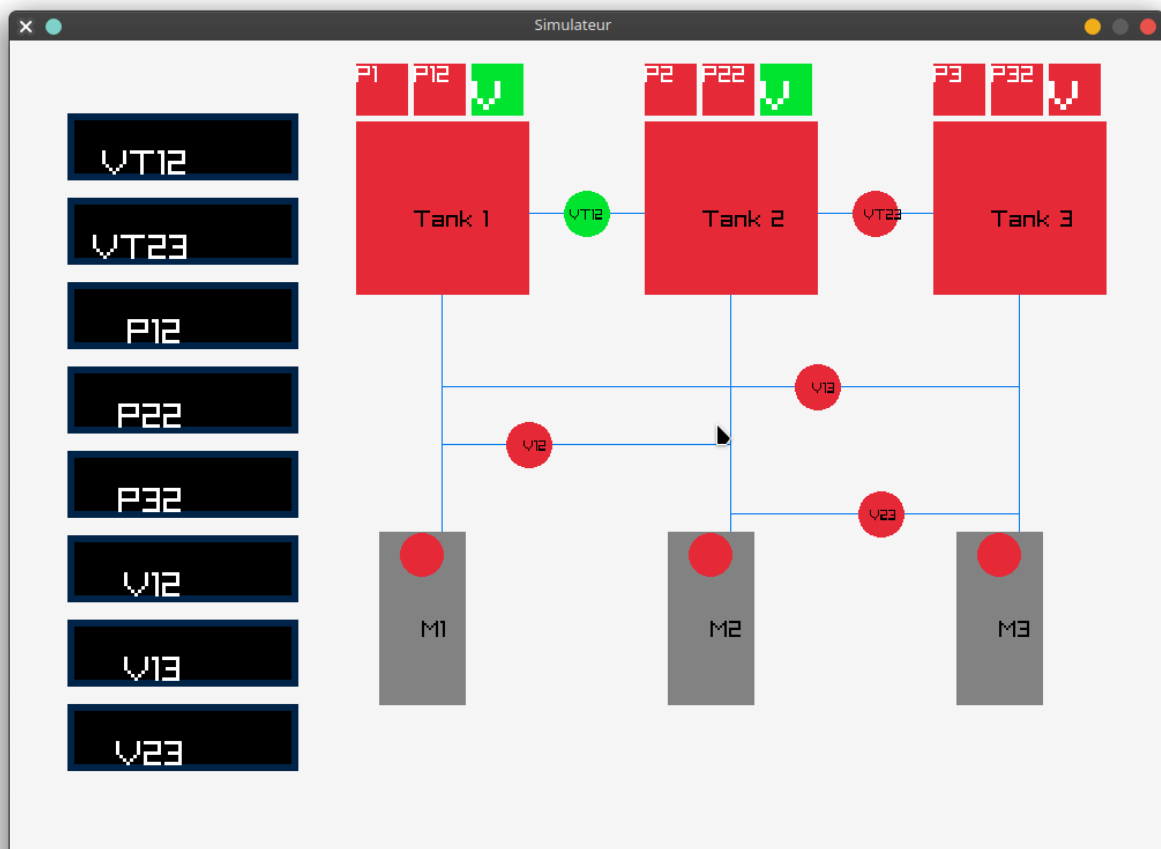 Simulateur
P1 P12 V P2 P22 V P3 P32 V
VT12
Tank 1 VT12 Tank 2 VT23 Tank 3
VT23
P12
P22
P32
V12
V13
V23
V13
V12
V23
M1 M2 M3